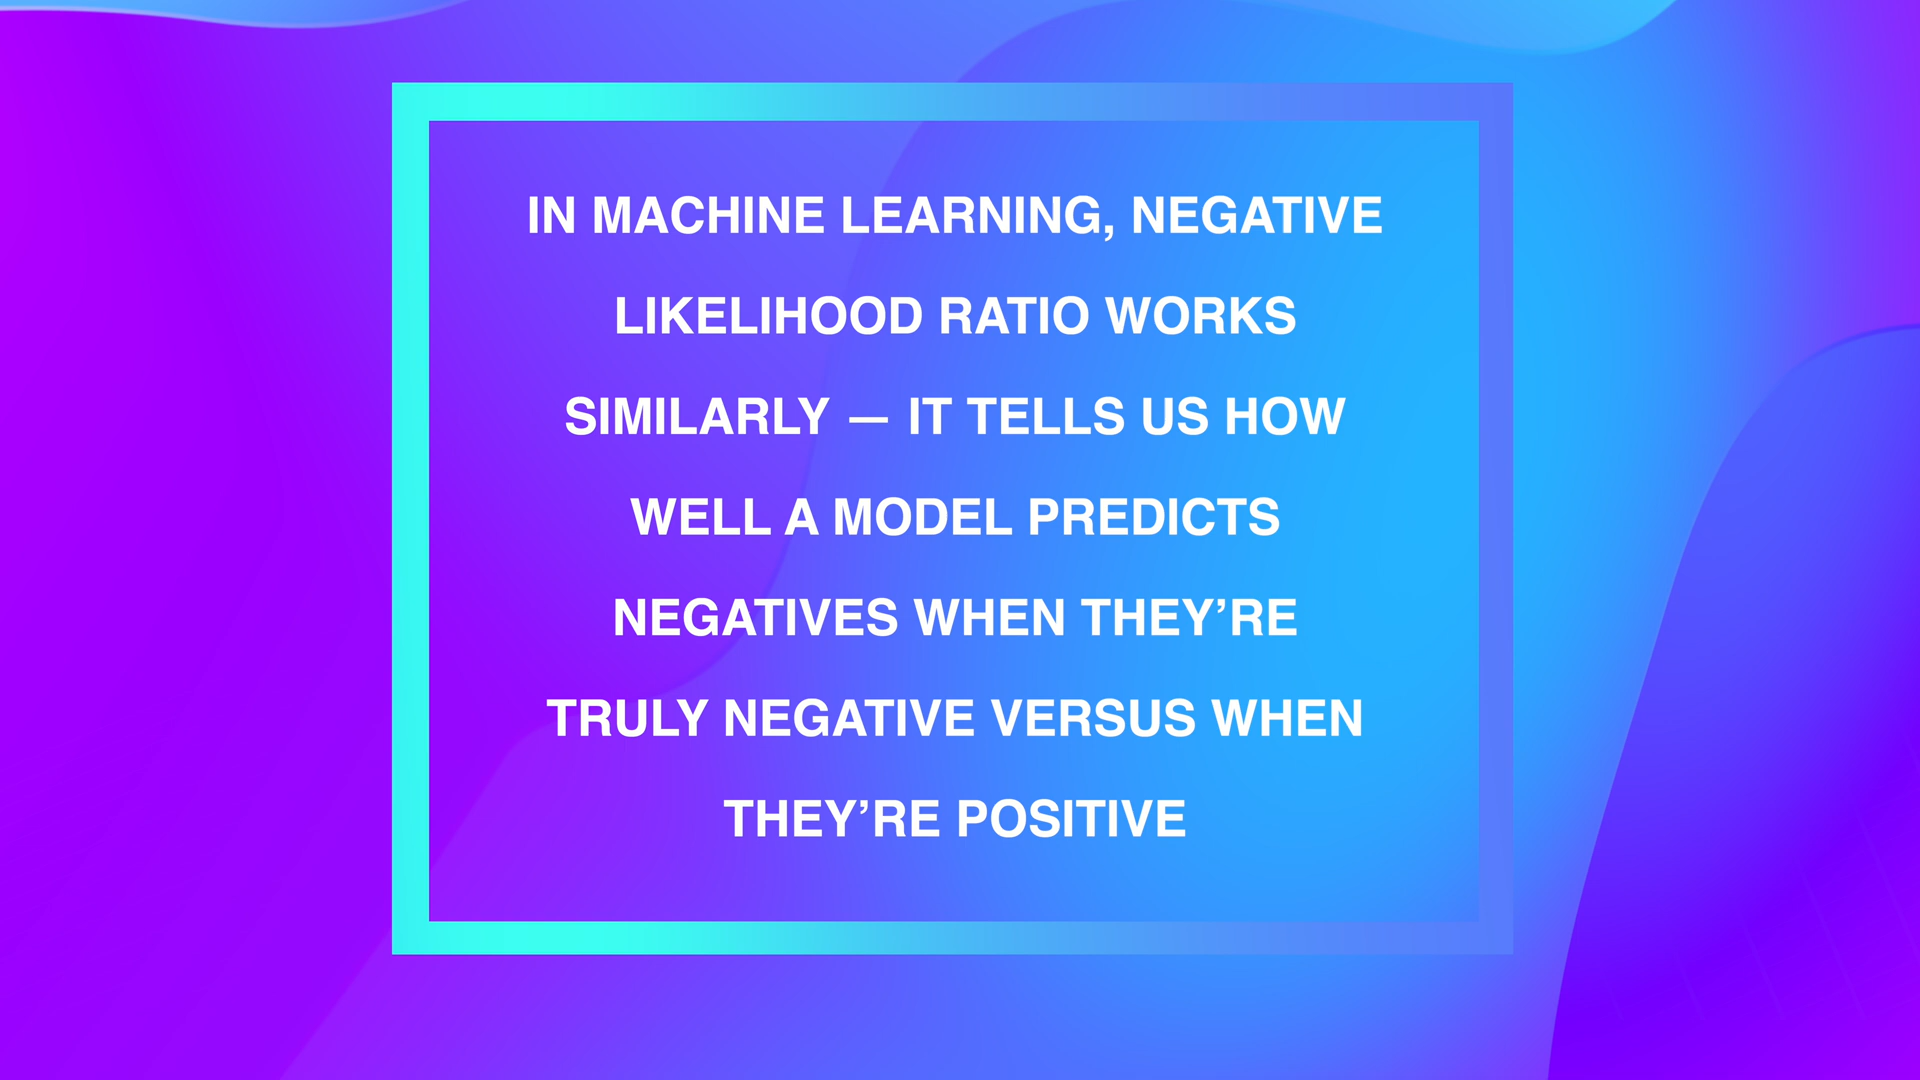 IN MACHINE LEARNING, NEGATIVE
LIKELIHOOD RATIO WORKS
SIMILARLY — IT TELLS US HOW
WELL A MODEL PREDICTS
NEGATIVES WHEN THEY’RE
TRULY NEGATIVE VERSUS WHEN
THEY’RE POSITIVE